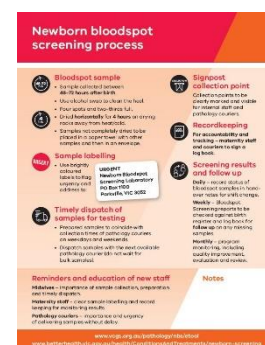 Newborn bloodspot
screening process
Bloodspot sample
• Sample collected between
48–72 hours after birth
• Use alcohol swab to clean the heel.
• Four spots and two-thirds full.
• Dried horizontally for 4 hours on drying
racks away from heat/cold.
• Samples not completely dried to be
placed in a paper towel with other
samples and then in an envelope.
Sample labelling
URGENT
• Use brightly
coloured
labels to flag
urgency and
address to:
URGENT
Newborn Bloodspot
Screening Laboratory
PO Box 1100
Parkville, VIC 3052
Timely dispatch of
samples for testing
• Prepared samples to coincide with
collection times of pathology couriers
on weekdays and weekends.
• Dispatch samples with the next available
pathology courier (do not wait for
bulk samples).
Signpost
collection point
Collection points to be
clearly marked and visible
for internal staff and
pathology couriers.
Recordkeeping
For accountability and
tracking – maternity staff
and couriers to sign a
log book.
Screening results
and follow up
Daily – record status of
bloodspot samples in hand-
over notes for shift change.
Weekly – Bloodspot
Screening reports to be
checked against birth
register and log book for
follow up on any missing
samples.
Monthly – program
monitoring, including
quality improvement,
evaluation and review.
Reminders and education of new staff
Midwives – importance of sample collection, preparation
and timely dispatch.
Maternity staff – clear sample labelling and record
keeping for monitoring results.
Pathology couriers – importance and urgency
of delivering samples without delay
Notes